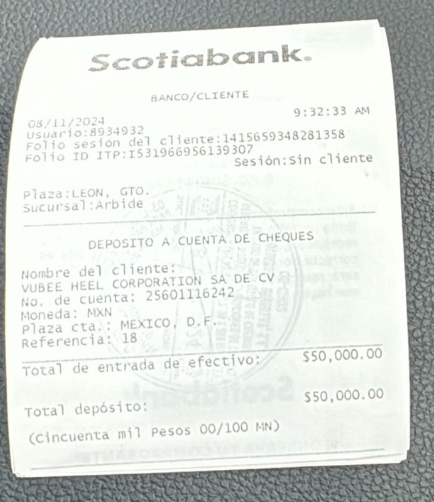 Scotiabank®
BANCO/CLIENTE
08/11/2024 9:32:33 AM
Usuario:8934932
Folio sesion del cliente:1415659348281358
Folio ID ITP:I531966956139307
Sesión:Sin cliente
Plaza:LEON, GTO.
Sucursal:Arbide
DEPOSITO A CUENTA DE CHEQUES
Nombre del cliente:
VUBEE HEEL CORPORATION SA DE CV
No. de cuenta: 25601116242
Moneda: MXN
Plaza cta.: MEXICO, D.F.
Referencia: 18
Total de entrada de efectivo: $50,000.00
Total depósito: $50,000.00
(Cincuenta mil Pesos 00/100 MN)